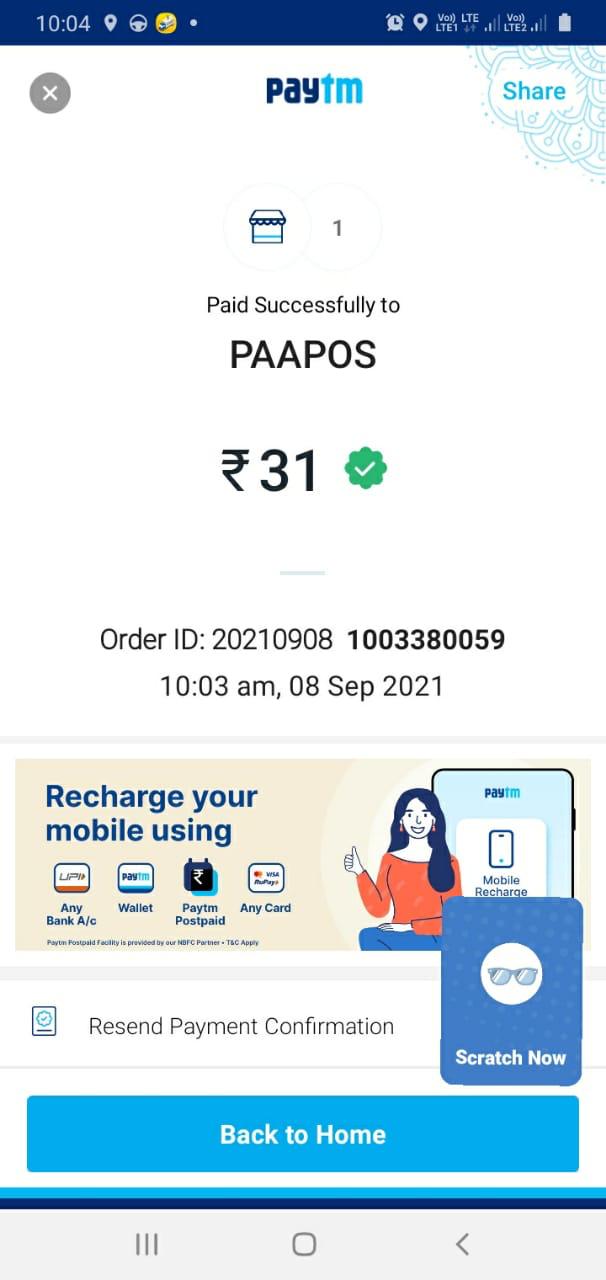 10:04
Vo) LTE Vo)
LTE1 LTE2
paytm
Share
1
Paid Successfully to
PAAPOS
₹31
Order ID: 20210908 1003380059
10:03 am, 08 Sep 2021
Recharge your
mobile using
UPI paytm ₹ VISA
RuPay
Any
Bank A/c
Wallet
Paytm
Postpaid
Any Card
Paytm Postpaid Facility is provided by our NBFC Partner • T&C Apply
paytm
Mobile
Recharge
Resend Payment Confirmation
Scratch Now
Back to Home